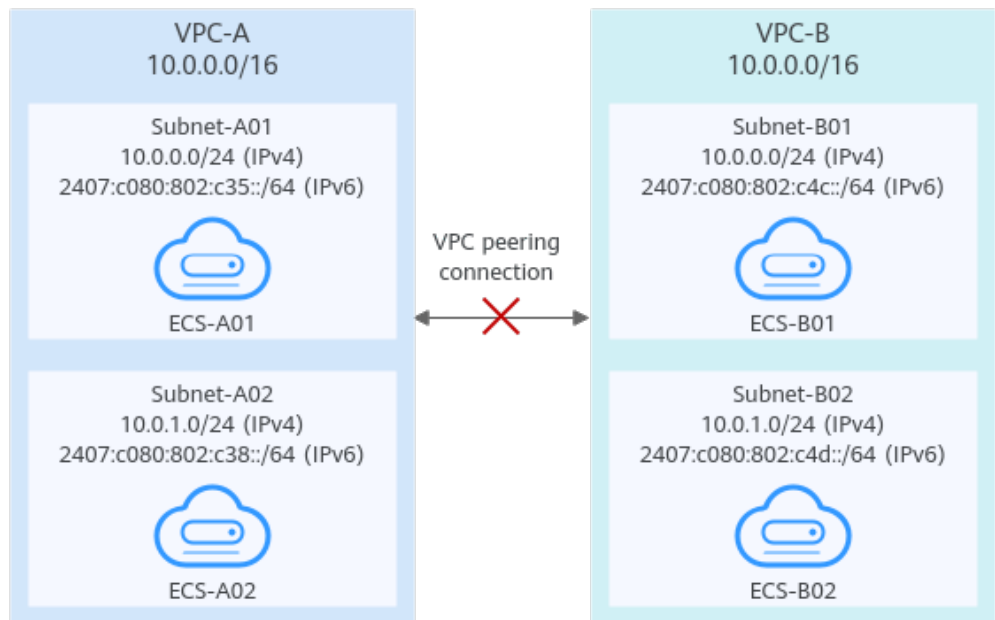 VPC-A
10.0.0.0/16
Subnet-A01
10.0.0.0/24 (IPv4)
2407:c080:802:c35::/64 (IPv6)
ECS-A01
Subnet-A02
10.0.1.0/24 (IPv4)
2407:c080:802:c38::/64 (IPv6)
ECS-A02
VPC peering
connection
VPC-B
10.0.0.0/16
Subnet-B01
10.0.0.0/24 (IPv4)
2407:c080:802:c4c::/64 (IPv6)
ECS-B01
Subnet-B02
10.0.1.0/24 (IPv4)
2407:c080:802:c4d::/64 (IPv6)
ECS-B02